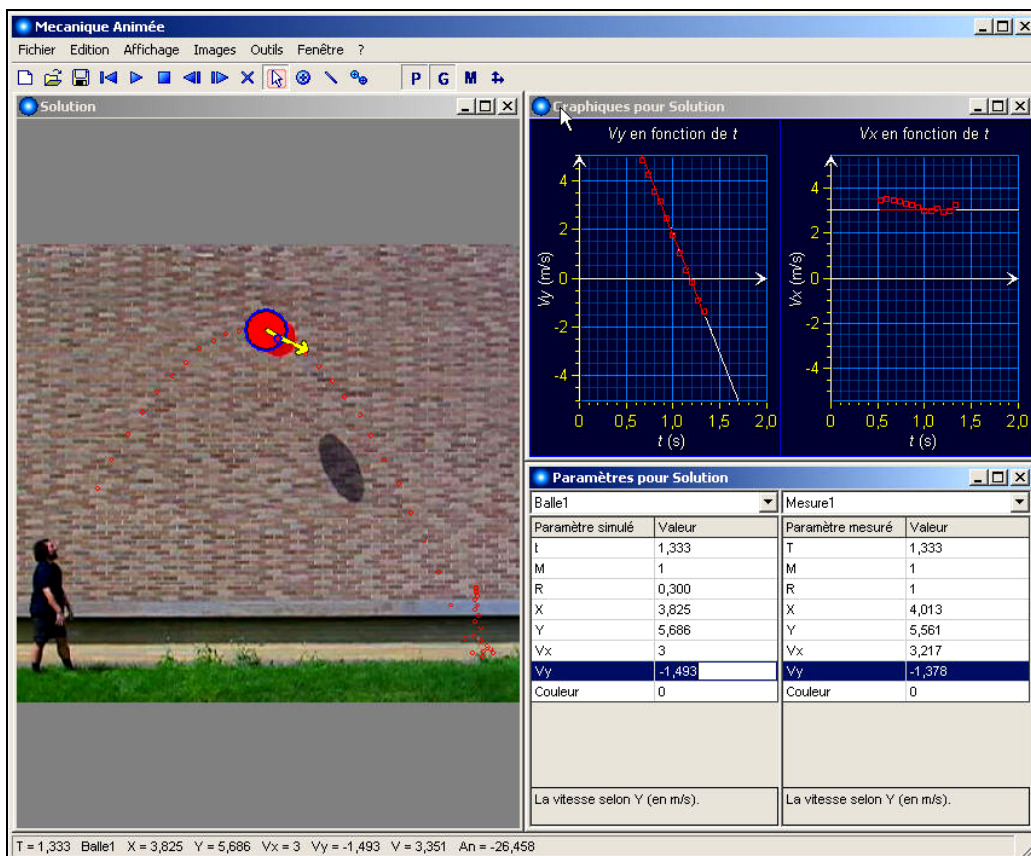 Mecanique Animée
Fichier Edition Affichage Images Outils Fenêtre ?
P G M
Solution
Graphiques pour Solution
Vy en fonction de t
Vx en fonction de t
4
2
0
-2
-4
Vy (m/s)
0 0,5 1,0 1,5 2,0
t (s)
4
2
0
-2
-4
Vx (m/s)
0 0,5 1,0 1,5 2,0
t (s)
Paramètres pour Solution
Balle1 Mesure1
Paramètre simulé Valeur Paramètre mesuré Valeur
t 1,333 T 1,333
M 1 M 1
R 0,300 R 1
X 3,825 X 4,013
Y 5,686 Y 5,561
Vx 3 Vx 3,217
Vy -1,493 Vy -1,378
Couleur 0 Couleur 0
La vitesse selon Y (en m/s). La vitesse selon Y (en m/s).
T = 1,333 Balle1 X = 3,825 Y = 5,686 Vx = 3 Vy = -1,493 V = 3,351 An = -26,458